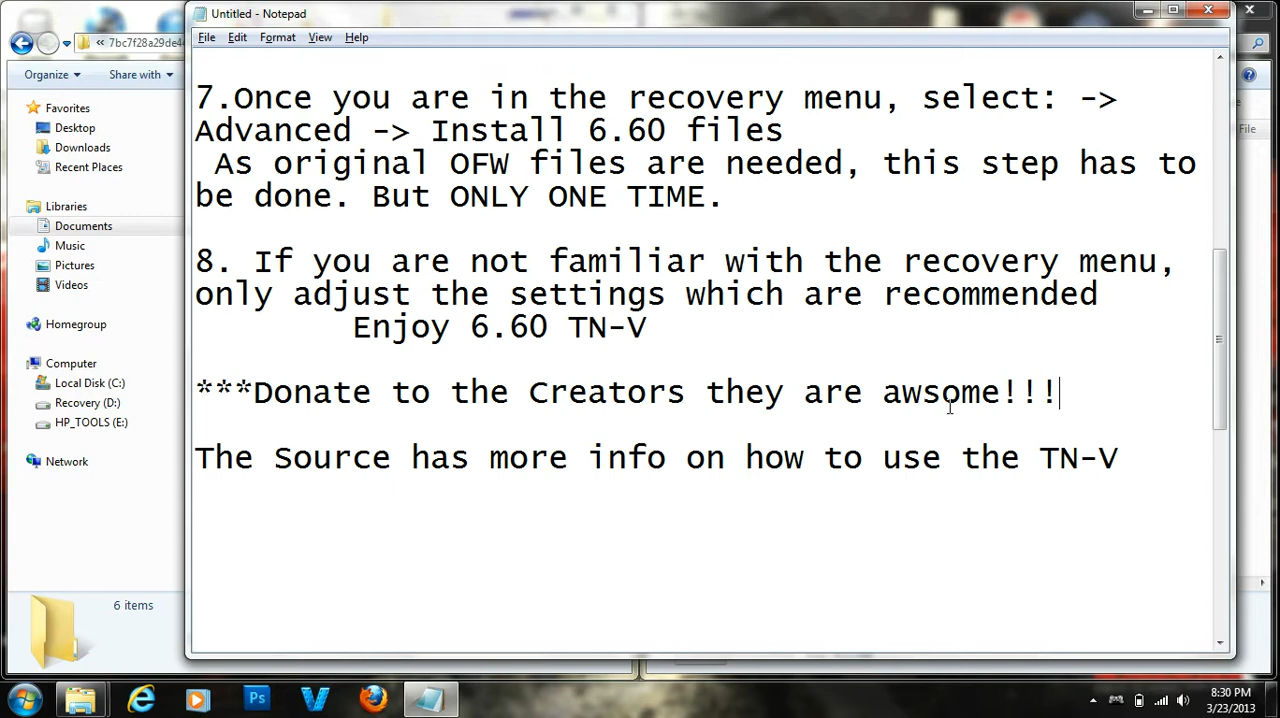 Untitled - Notepad
« 7bc7f28a29de4
File Edit Format View Help
Organize Share with
Favorites
Desktop
Downloads
Recent Places
Libraries
Documents
Music
Pictures
Videos
Homegroup
Computer
Local Disk (C:)
Recovery (D:)
HP_TOOLS (E:)
Network
6 items
7.Once you are in the recovery menu, select: ->
Advanced -> Install 6.60 files
As original OFW files are needed, this step has to
be done. But ONLY ONE TIME.
8. If you are not familiar with the recovery menu,
only adjust the settings which are recommended
Enjoy 6.60 TN-V
***Donate to the Creators they are awsome!!!
The Source has more info on how to use the TN-V
File
Ps
8:30 PM
3/23/2013